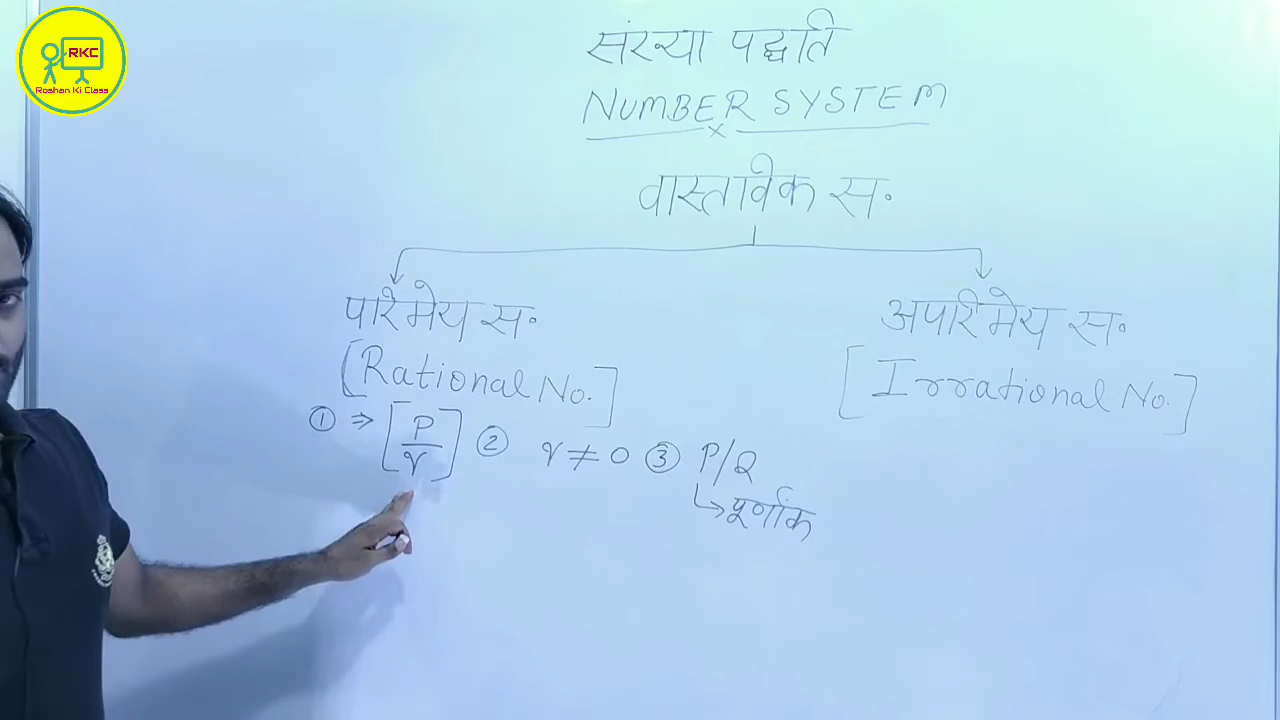 RKC
Roshan Ki Class
संख्या पद्धति
NUMBER SYSTEM
x
वास्तविक स॰
परिमेय स॰
अपरिमेय स॰
[Rational No.]
[Irrational No.]
① ⇒ [P/q] ② q ≠ 0 ③ P/Q
↳ पूर्णांक